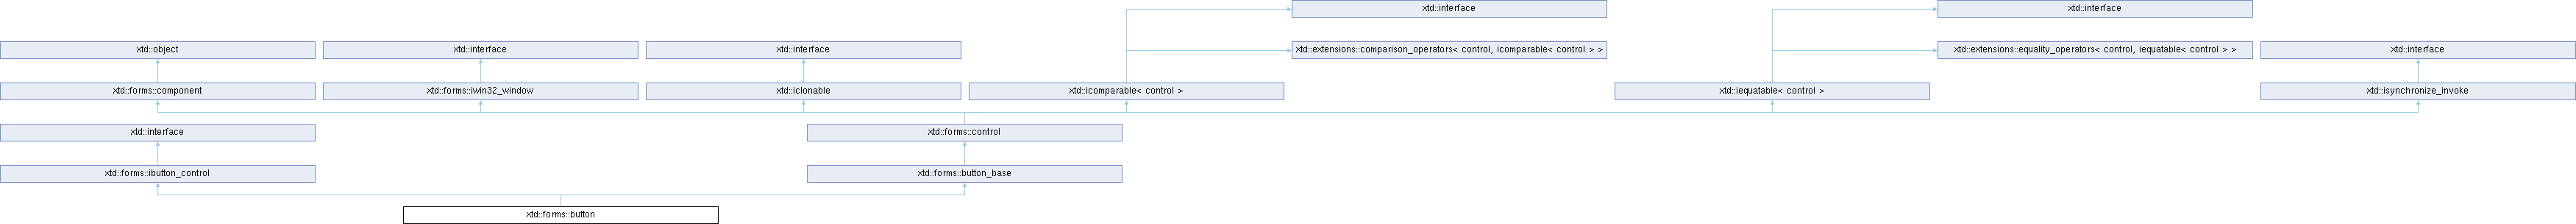 xtd::interface
xtd::interface
xtd::object
xtd::interface
xtd::interface
xtd::extensions::comparison_operators< control, icomparable< control > >
xtd::extensions::equality_operators< control, iequatable< control > >
xtd::interface
xtd::forms::component
xtd::forms::iwin32_window
xtd::iclonable
xtd::icomparable< control >
xtd::iequatable< control >
xtd::isynchronize_invoke
xtd::interface
xtd::forms::control
xtd::forms::ibutton_control
xtd::forms::button_base
xtd::forms::button